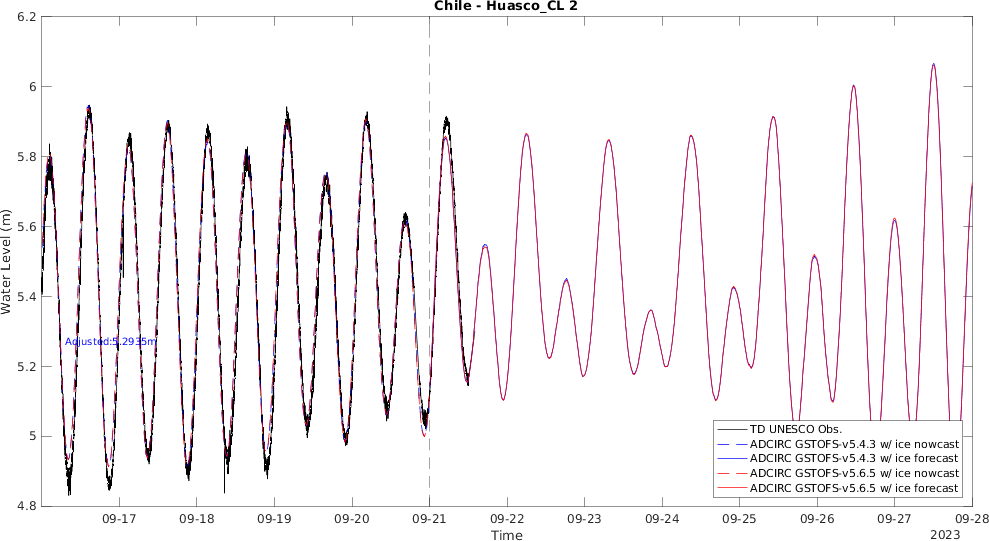 Chile - Huasco_CL 2
6.2
6
5.8
5.6
5.4
5.2
5
4.8
Water Level (m)
Adjusted:5.2935m
TD UNESCO Obs.
ADCIRC GSTOFS-v5.4.3 w/ ice nowcast
ADCIRC GSTOFS-v5.4.3 w/ ice forecast
ADCIRC GSTOFS-v5.6.5 w/ ice nowcast
ADCIRC GSTOFS-v5.6.5 w/ ice forecast
09-17 09-18 09-19 09-20 09-21 09-22 09-23 09-24 09-25 09-26 09-27 09-28
Time
2023